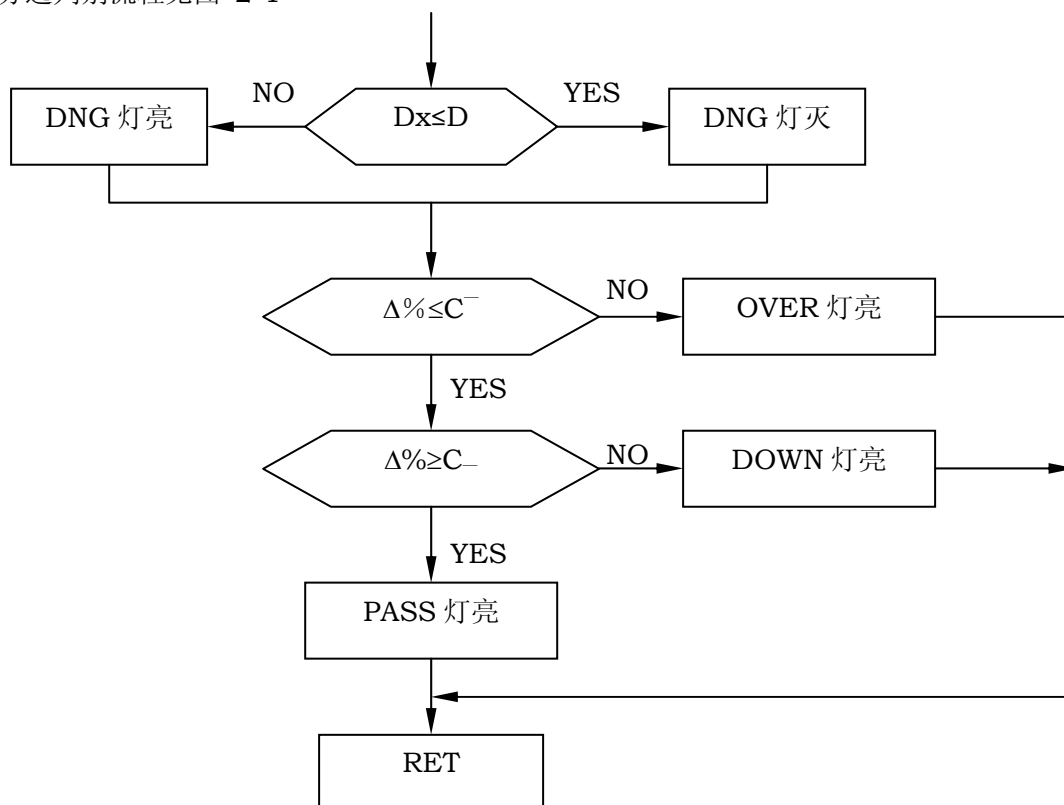 NO
YES
DNG 灯亮
Dx≤D
DNG 灯灭
Δ%≤C¯
NO
OVER 灯亮
YES
Δ%≥C_
NO
DOWN 灯亮
YES
PASS 灯亮
RET